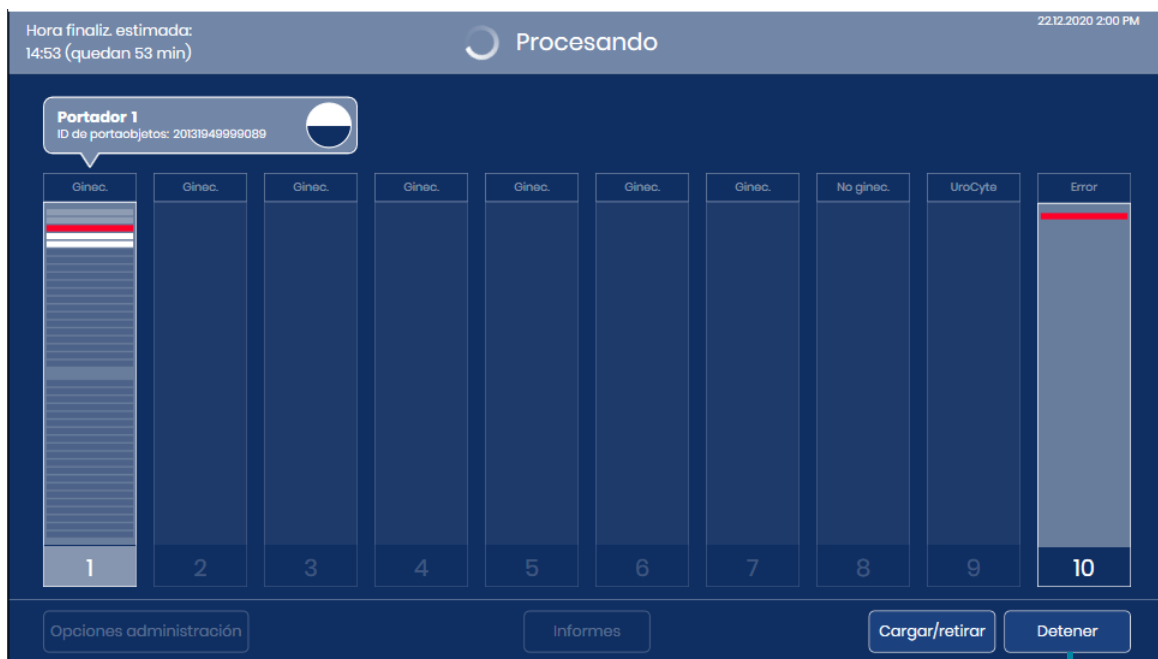 Hora finaliz. estimada:
14:53 (quedan 53 min)
Procesando
22.12.2020 2:00 PM
Portador 1
ID de portaobjetos: 20131949999089
Ginec.
Ginec.
Ginec.
Ginec.
Ginec.
Ginec.
Ginec.
No ginec.
UroCyte
Error
1
2
3
4
5
6
7
8
9
10
Opciones administración
Informes
Cargar/retirar
Detener